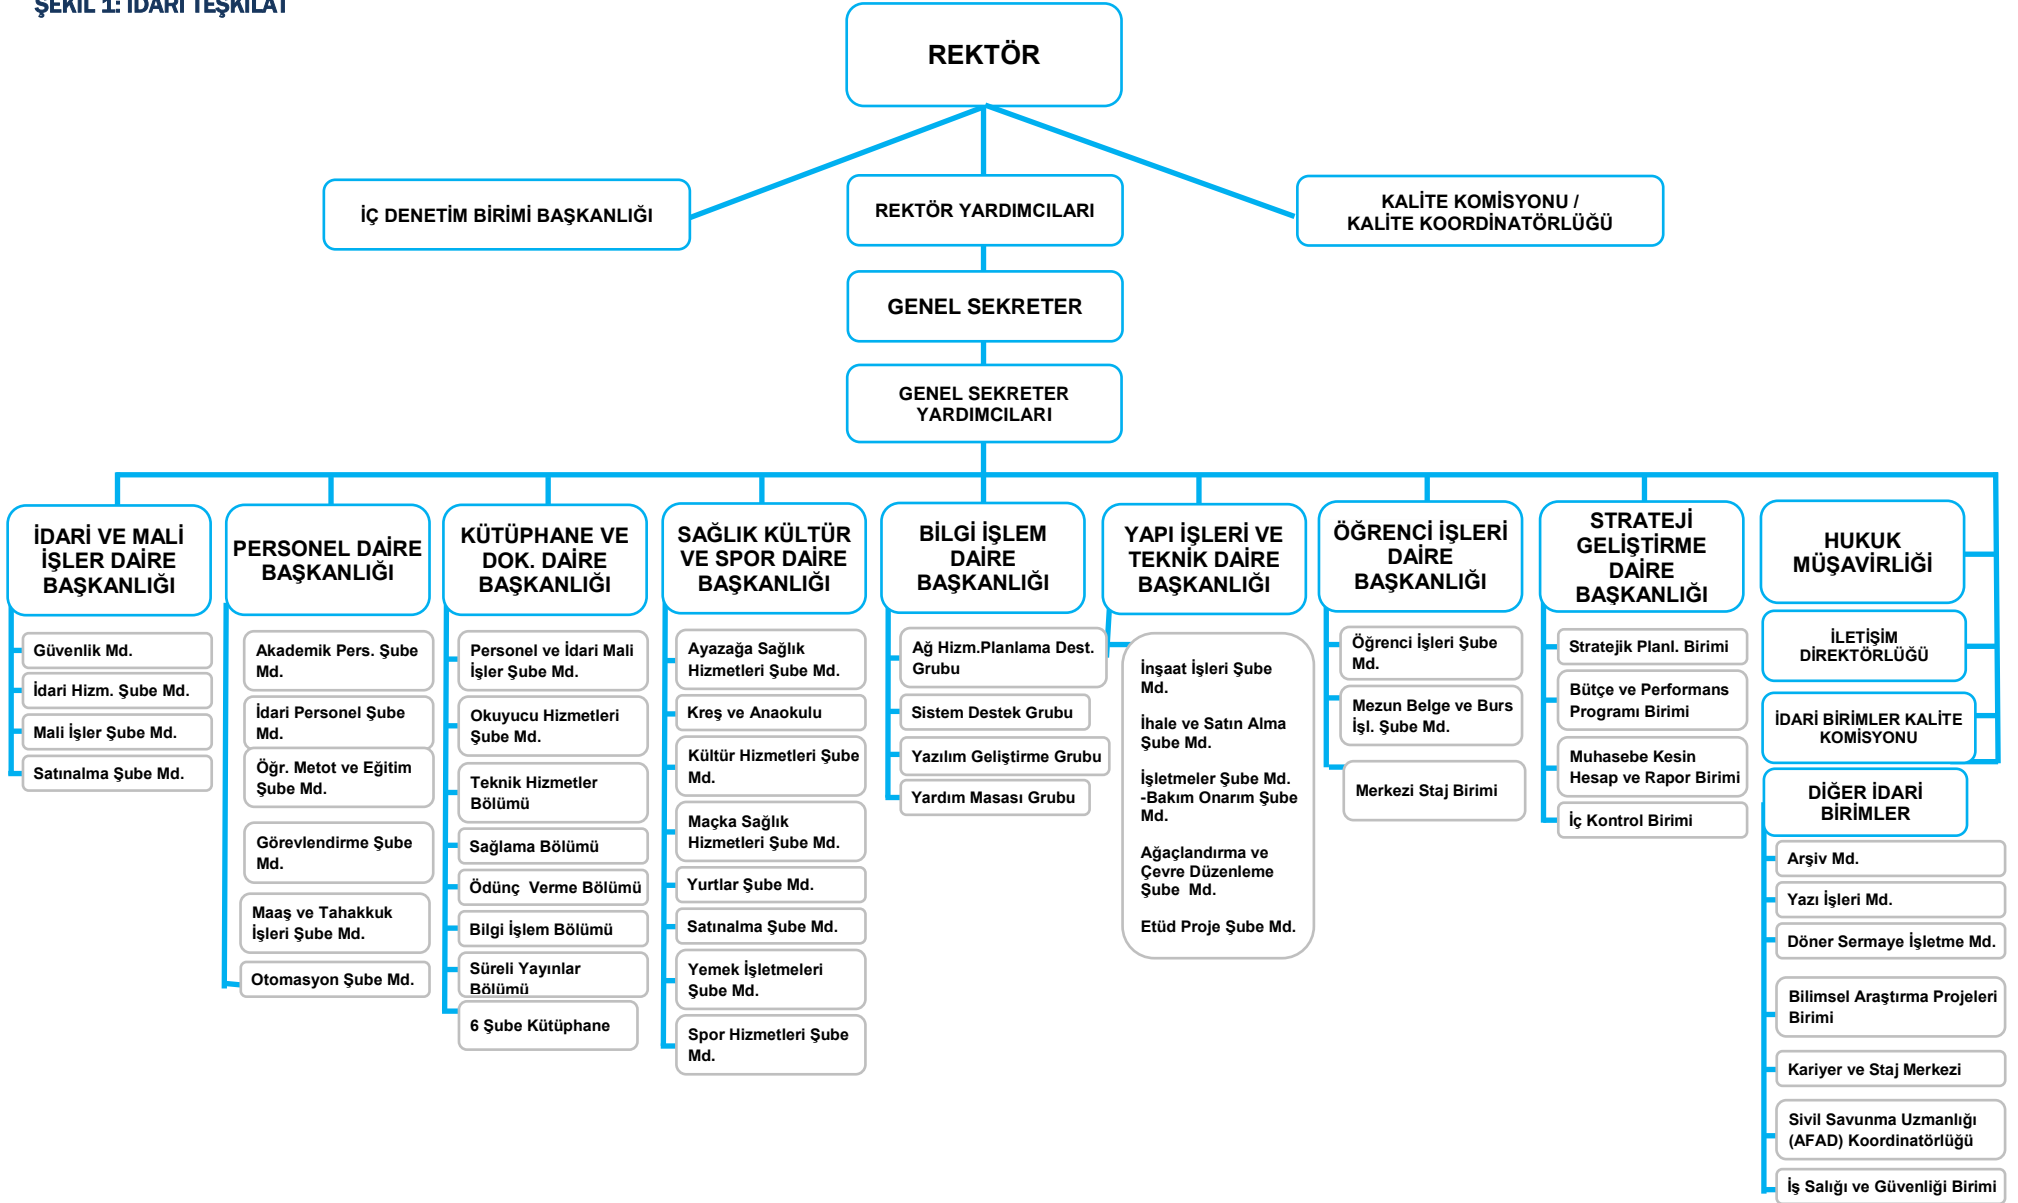 ŞEKİL 1: İDARİ TEŞKİLAT
REKTÖR
İÇ DENETİM BİRİMİ BAŞKANLIĞI
REKTÖR YARDIMCILARI
KALİTE KOMİSYONU /
KALİTE KOORDİNATÖRLÜĞÜ
GENEL SEKRETER
GENEL SEKRETER
YARDIMCILARI
İDARİ VE MALİ
İŞLER DAİRE
BAŞKANLIĞI
Güvenlik Md.
İdari Hizm. Şube Md.
Mali İşler Şube Md.
Satınalma Şube Md.
PERSONEL DAİRE
BAŞKANLIĞI
Akademik Pers. Şube
Md.
İdari Personel Şube
Md.
Öğr. Metot ve Eğitim
Şube Md.
Görevlendirme Şube
Md.
Maaş ve Tahakkuk
İşleri Şube Md.
Otomasyon Şube Md.
KÜTÜPHANE VE
DOK. DAİRE
BAŞKANLIĞI
Personel ve İdari Mali
İşler Şube Md.
Okuyucu Hizmetleri
Şube Md.
Teknik Hizmetler
Bölümü
Sağlama Bölümü
Ödünç Verme Bölümü
Bilgi İşlem Bölümü
Süreli Yayınlar
Bölümü
6 Şube Kütüphane
SAĞLIK KÜLTÜR
VE SPOR DAİRE
BAŞKANLIĞI
Ayazağa Sağlık
Hizmetleri Şube Md.
Kreş ve Anaokulu
Kültür Hizmetleri Şube
Md.
Maçka Sağlık
Hizmetleri Şube Md.
Yurtlar Şube Md.
Satınalma Şube Md.
Yemek İşletmeleri
Şube Md.
Spor Hizmetleri Şube
Md.
BİLGİ İŞLEM
DAİRE
BAŞKANLIĞI
Ağ Hizm.Planlama Dest.
Grubu
Sistem Destek Grubu
Yazılım Geliştirme Grubu
Yardım Masası Grubu
YAPI İŞLERİ VE
TEKNİK DAİRE
BAŞKANLIĞI
İnşaat İşleri Şube
Md.
İhale ve Satın Alma
Şube Md.
İşletmeler Şube Md.
-Bakım Onarım Şube
Md.
Ağaçlandırma ve
Çevre Düzenleme
Şube Md.
Etüd Proje Şube Md.
ÖĞRENCİ İŞLERİ
DAİRE
BAŞKANLIĞI
Öğrenci İşleri Şube
Md.
Mezun Belge ve Burs
İşl. Şube Md.
Merkezi Staj Birimi
STRATEJİ
GELİŞTİRME
DAİRE
BAŞKANLIĞI
Stratejik Planl. Birimi
Bütçe ve Performans
Programı Birimi
Muhasebe Kesin
Hesap ve Rapor Birimi
İç Kontrol Birimi
HUKUK
MÜŞAVİRLİĞİ
İLETİŞİM
DİREKTÖRLÜĞÜ
İDARİ BİRİMLER KALİTE
KOMİSYONU
DİĞER İDARİ
BİRİMLER
Arşiv Md.
Yazı İşleri Md.
Döner Sermaye İşletme Md.
Bilimsel Araştırma Projeleri
Birimi
Kariyer ve Staj Merkezi
Sivil Savunma Uzmanlığı
(AFAD) Koordinatörlüğü
İş Salığı ve Güvenliği Birimi